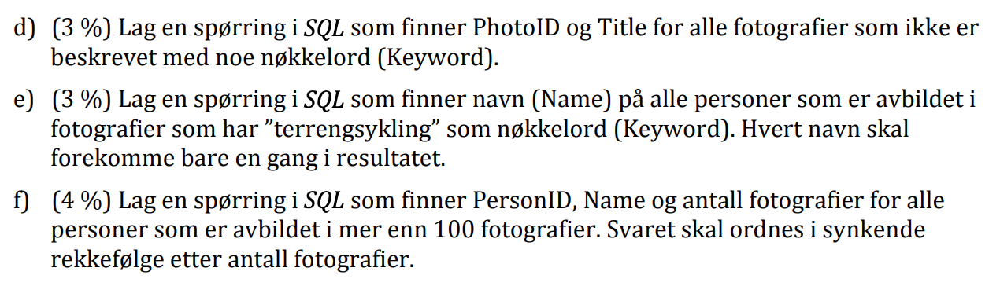 d) (3 %) Lag en spørring i SQL som finner PhotoID og Title for alle fotografier som ikke er
beskrevet med noe nøkkelord (Keyword).
e) (3 %) Lag en spørring i SQL som finner navn (Name) på alle personer som er avbildet i
fotografier som har ”terrengsykling” som nøkkelord (Keyword). Hvert navn skal
forekomme bare en gang i resultatet.
f) (4 %) Lag en spørring i SQL som finner PersonID, Name og antall fotografier for alle
personer som er avbildet i mer enn 100 fotografier. Svaret skal ordnes i synkende
rekkefølge etter antall fotografier.